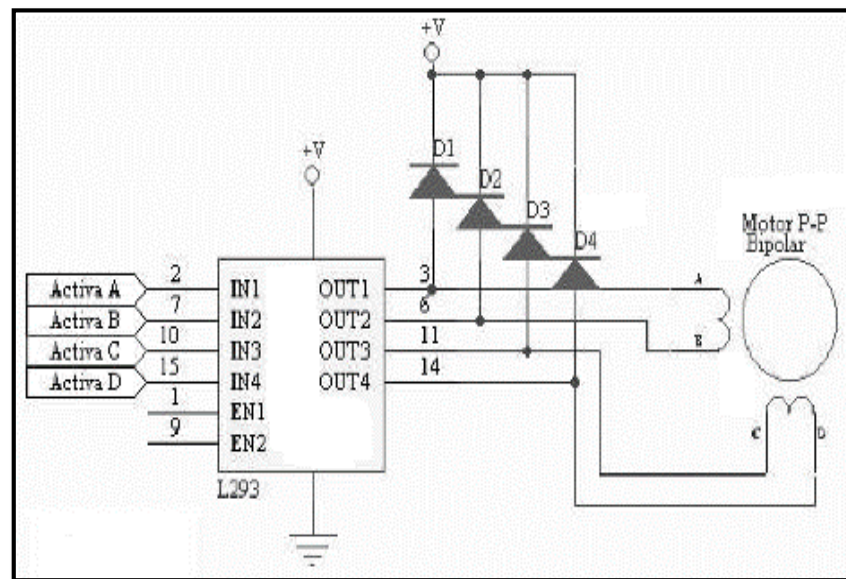 +V
D1
D2
+V
D3
D4
Motor P-P
Bipolar
Activa A 2 IN1 OUT1 3 A
Activa B 7 IN2 OUT2 6
Activa C 10 IN3 OUT3 11 B
Activa D 15 IN4 OUT4 14
1 EN1
9 EN2
C D
L293